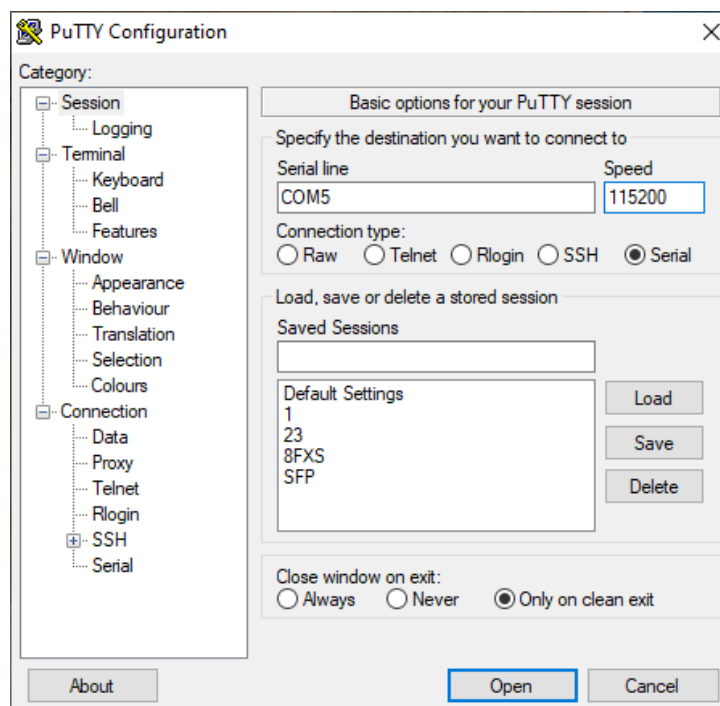 PuTTY Configuration
Category:
Session
Logging
Terminal
Keyboard
Bell
Features
Window
Appearance
Behaviour
Translation
Selection
Colours
Connection
Data
Proxy
Telnet
Rlogin
SSH
Serial
Basic options for your PuTTY session
Specify the destination you want to connect to
Serial line Speed
COM5 115200
Connection type:
Raw Telnet Rlogin SSH Serial
Load, save or delete a stored session
Saved Sessions
Default Settings
1
23
8FXS
SFP
Load
Save
Delete
Close window on exit:
Always Never Only on clean exit
About Open Cancel